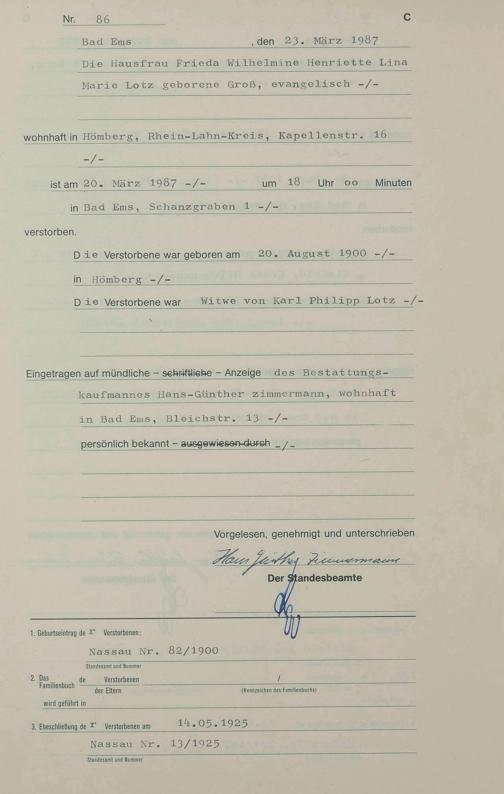 Nr. 86 C
Bad Ems , den 23. März 1987
Die Hausfrau Frieda Wilhelmine Henriette Lina
Marie Lotz geborene Groß, evangelisch -/-
wohnhaft in Hömberg, Rhein-Lahn-Kreis, Kapellenstr. 16
-/-
ist am 20. März 1987 -/- um 18 Uhr oo Minuten
in Bad Ems, Schanzgraben 1 -/-
verstorben.
Die Verstorbene war geboren am 20. August 1900 -/-
in Hömberg -/-
Die Verstorbene war Witwe von Karl Philipp Lotz -/-
Eingetragen auf mündliche – schriftliche – Anzeige des Bestattungs-
kaufmannes Hans-Günther zimmermann, wohnhaft
in Bad Ems, Bleichstr. 13 -/-
persönlich bekannt – ausgewiesen durch -/-
Vorgelesen, genehmigt und unterschrieben
Hans Günther Zimmermann
Der Standesbeamte
1. Geburtseintrag der Verstorbenen:
Nassau Nr. 82/1900
Standesamt und Nummer
2. Das Familienbuch de Verstorbenen /
der Eltern (Kennzeichen des Familienbuchs)
wird geführt in
3. Eheschließung der Verstorbenen am 14.05.1925
Nassau Nr. 13/1925
Standesamt und Nummer